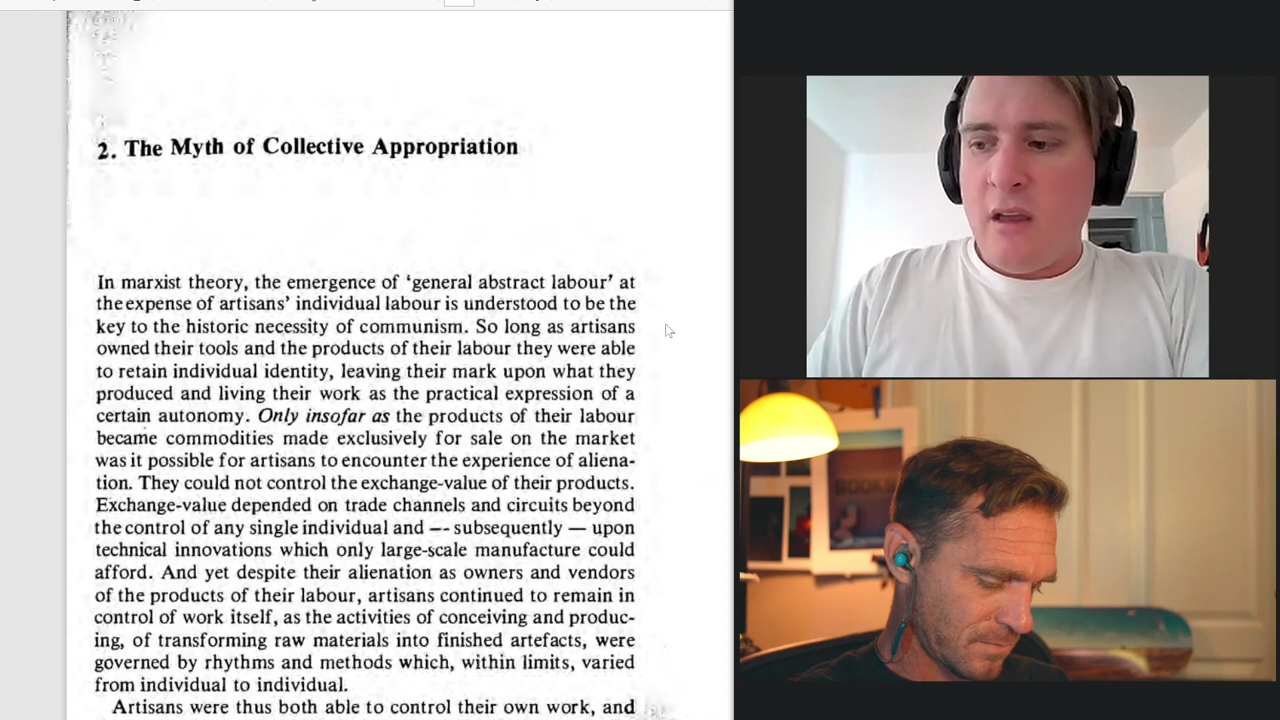 2. The Myth of Collective Appropriation
In marxist theory, the emergence of ‘general abstract labour’ at
the expense of artisans’ individual labour is understood to be the
key to the historic necessity of communism. So long as artisans
owned their tools and the products of their labour they were able
to retain individual identity, leaving their mark upon what they
produced and living their work as the practical expression of a
certain autonomy. Only insofar as the products of their labour
became commodities made exclusively for sale on the market
was it possible for artisans to encounter the experience of aliena-
tion. They could not control the exchange-value of their products.
Exchange-value depended on trade channels and circuits beyond
the control of any single individual and — subsequently — upon
technical innovations which only large-scale manufacture could
afford. And yet despite their alienation as owners and vendors
of the products of their labour, artisans continued to remain in
control of work itself, as the activities of conceiving and produc-
ing, of transforming raw materials into finished artefacts, were
governed by rhythms and methods which, within limits, varied
from individual to individual.
Artisans were thus both able to control their own work, and